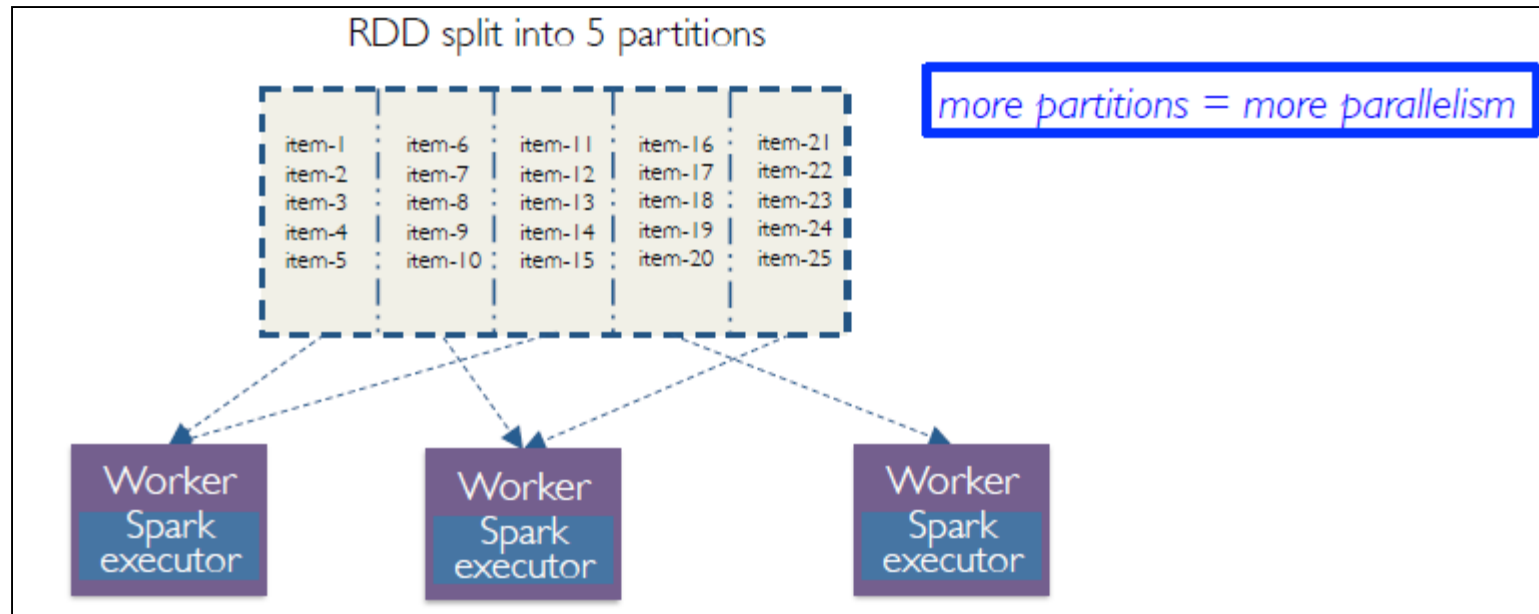 RDD split into 5 partitions
more partitions = more parallelism
item-1
item-2
item-3
item-4
item-5
item-6
item-7
item-8
item-9
item-10
item-11
item-12
item-13
item-14
item-15
item-16
item-17
item-18
item-19
item-20
item-21
item-22
item-23
item-24
item-25
Worker
Spark
executor
Worker
Spark
executor
Worker
Spark
executor